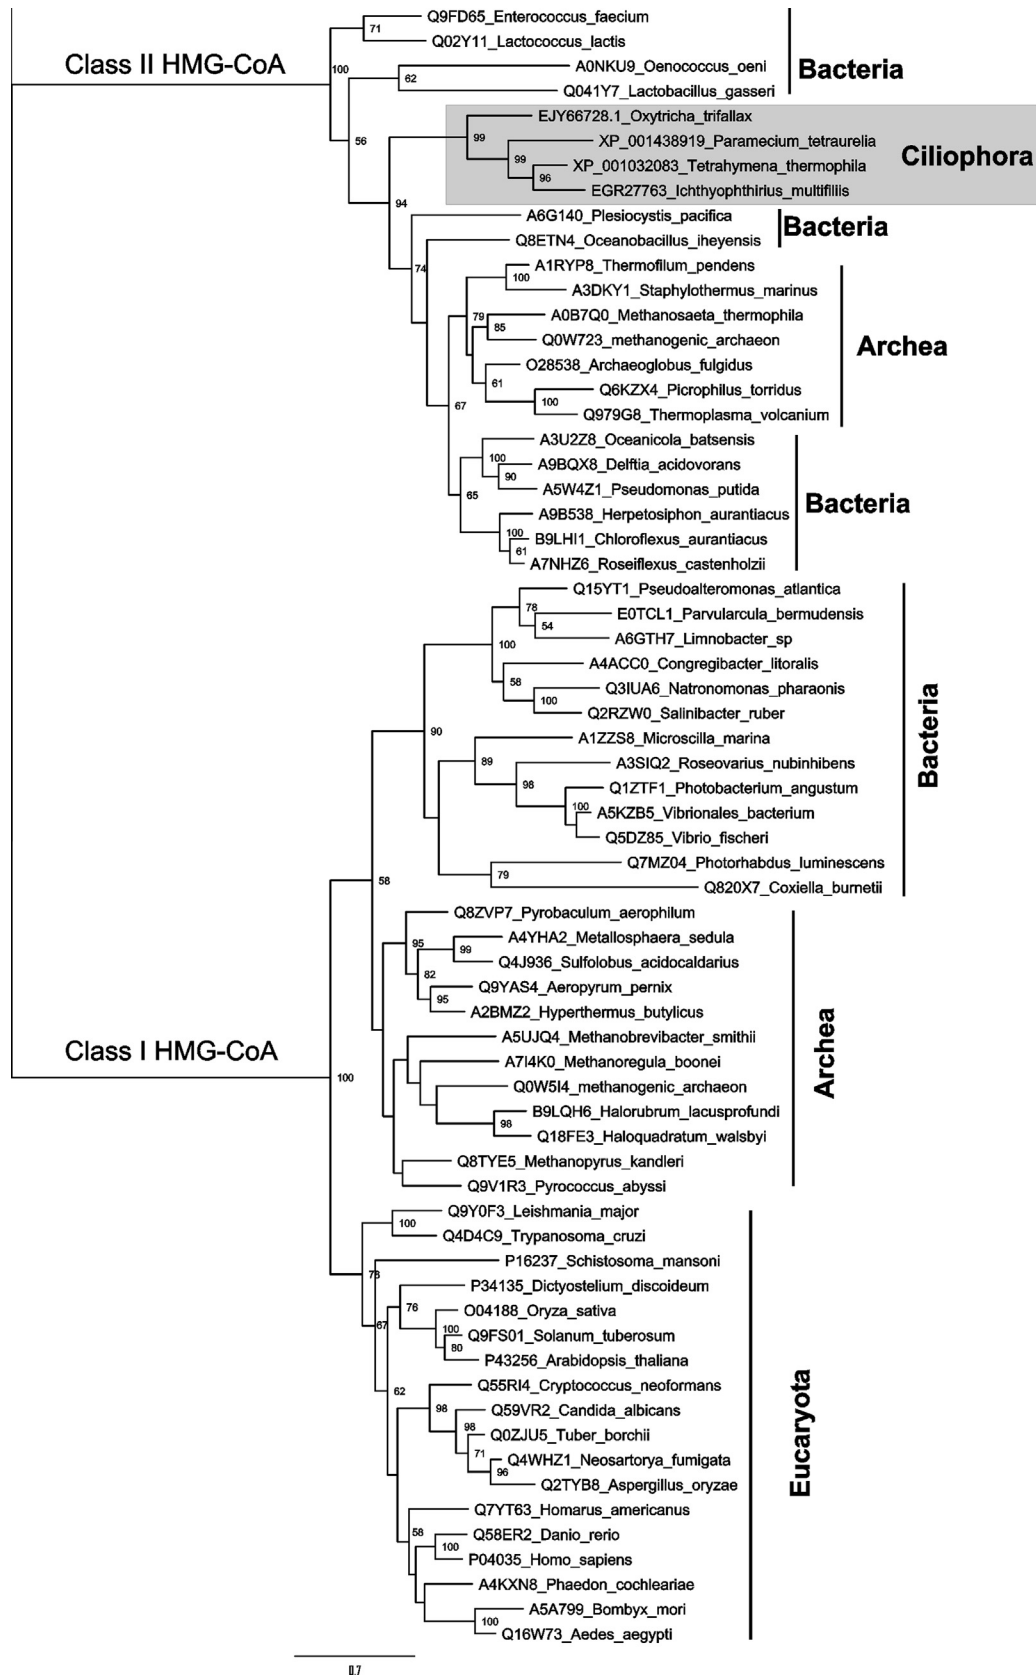 Q9FD65_Enterococcus_faecium
71
Q02Y11_Lactococcus_lactis
Class II HMG-CoA
100
A0NKU9_Oenococcus_oeni
Bacteria
62
Q041Y7_Lactobacillus_gasseri
EJY66728.1_Oxytricha_trifallax
99
56
XP_001438919_Paramecium_tetraurelia
Ciliophora
99
XP_001032083_Tetrahymena_thermophila
96
EGR27763_Ichthyophthirius_multifiliis
94
A6G140_Plesiocystis_pacifica
Bacteria
Q8ETN4_Oceanobacillus_iheyensis
74
A1RYP8_Thermofilum_pendens
100
A3DKY1_Staphylothermus_marinus
79
A0B7Q0_Methanosaeta_thermophila
85
Q0W723_methanogenic_archaeon
Archea
O28538_Archaeoglobus_fulgidus
61
Q6KZX4_Picrophilus_torridus
100
67
Q979G8_Thermoplasma_volcanium
A3U2Z8_Oceanicola_batsensis
100
A9BQX8_Delftia_acidovorans
90
A5W4Z1_Pseudomonas_putida
65
Bacteria
A9B538_Herpetosiphon_aurantiacus
100
B9LHI1_Chloroflexus_aurantiacus
61
A7NHZ6_Roseiflexus_castenholzii
Q15YT1_Pseudoalteromonas_atlantica
78
E0TCL1_Parvularcula_bermudensis
54
A6GTH7_Limnobacter_sp
100
A4ACC0_Congregibacter_litoralis
58
Q3IUA6_Natronomonas_pharaonis
100
Q2RZW0_Salinibacter_ruber
Bacteria
90
A1ZZS8_Microscilla_marina
89
A3SIQ2_Roseovarius_nubinhibens
98
Q1ZTF1_Photobacterium_angustum
100
A5KZB5_Vibrionales_bacterium
Q5DZ85_Vibrio_fischeri
Q7MZ04_Photorhabdus_luminescens
79
58
Q820X7_Coxiella_burnetii
Q8ZVP7_Pyrobaculum_aerophilum
95
A4YHA2_Metallosphaera_sedula
99
Q4J936_Sulfolobus_acidocaldarius
82
Q9YAS4_Aeropyrum_pernix
95
A2BMZ2_Hyperthermus_butylicus
A5UJQ4_Methanobrevibacter_smithii
Class I HMG-CoA
Archea
A7I4K0_Methanoregula_boonei
100
Q0W5I4_methanogenic_archaeon
B9LQH6_Halorubrum_lacusprofundi
98
Q18FE3_Haloquadratum_walsbyi
Q8TYE5_Methanopyrus_kandleri
Q9V1R3_Pyrococcus_abyssi
Q9Y0F3_Leishmania_major
100
Q4D4C9_Trypanosoma_cruzi
P16237_Schistosoma_mansoni
P34135_Dictyostelium_discoideum
76
O04188_Oryza_sativa
67
100
Q9FS01_Solanum_tuberosum
80
P43256_Arabidopsis_thaliana
Q55RI4_Cryptococcus_neoformans
62
98
Q59VR2_Candida_albicans
98
Q0ZJU5_Tuber_borchii
Eucaryota
71
Q4WHZ1_Neosartorya_fumigata
96
Q2TYB8_Aspergillus_oryzae
Q7YT63_Homarus_americanus
58
Q58ER2_Danio_rerio
100
P04035_Homo_sapiens
A4KXN8_Phaedon_cochleariae
A5A799_Bombyx_mori
100
Q16W73_Aedes_aegypti
0.7